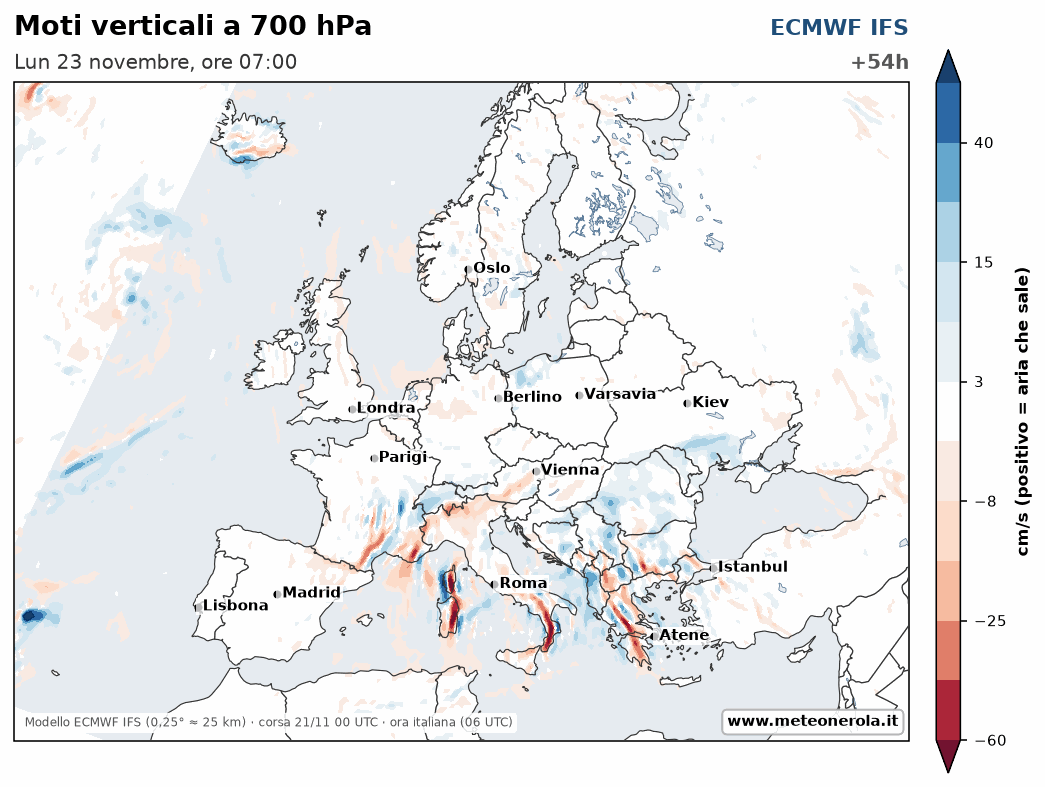 Moti verticali a 700 hPa
ECMWF IFS
Lun 23 novembre, ore 07:00
+54h
40
15
3
−8
−25
−60
cm/s (positivo = aria che sale)
Oslo
Berlino
Varsavia
Kiev
Londra
Parigi
Vienna
Istanbul
Roma
Madrid
Lisbona
Atene
Modello ECMWF IFS (0,25° ≈ 25 km) · corsa 21/11 00 UTC · ora italiana (06 UTC)
www.meteonerola.it